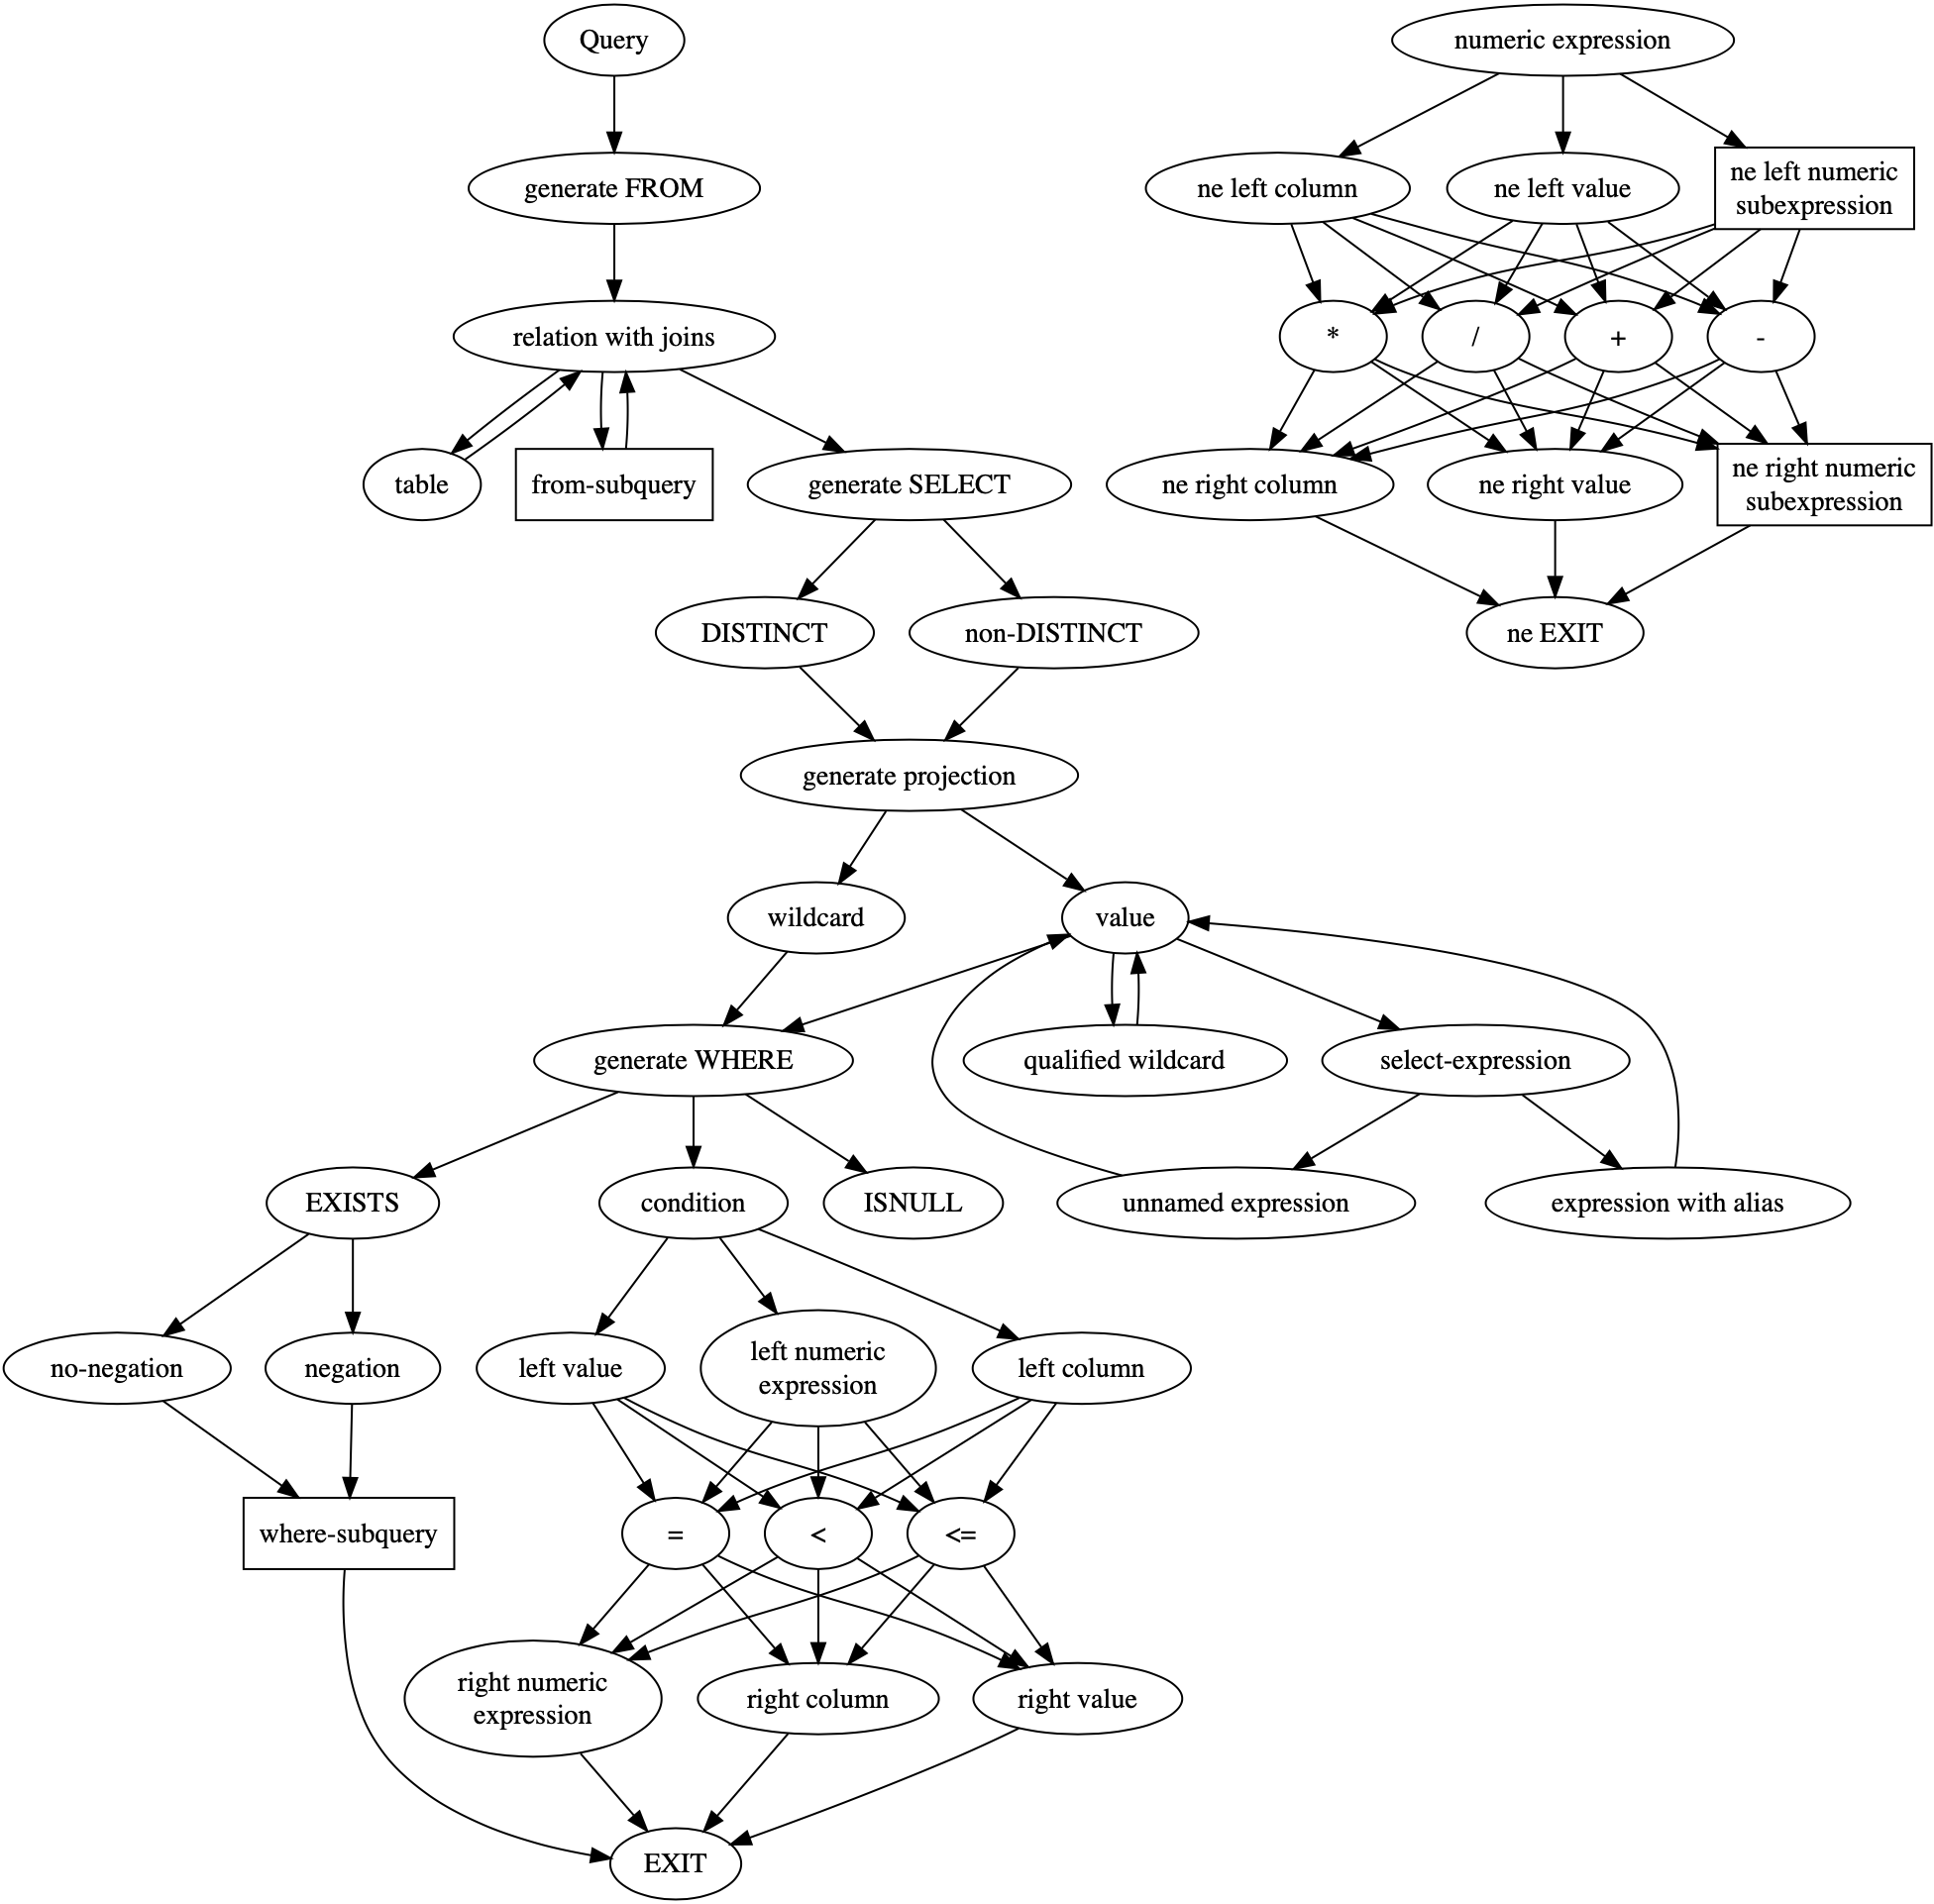 Query
numeric expression
generate FROM
ne left column
ne left value
ne left numeric
subexpression
relation with joins
*
/
+
-
table
from-subquery
generate SELECT
ne right column
ne right value
ne right numeric
subexpression
DISTINCT
non-DISTINCT
ne EXIT
generate projection
wildcard
value
generate WHERE
qualified wildcard
select-expression
EXISTS
condition
ISNULL
unnamed expression
expression with alias
no-negation
negation
left value
left numeric
expression
left column
where-subquery
=
<
<=
right numeric
expression
right column
right value
EXIT